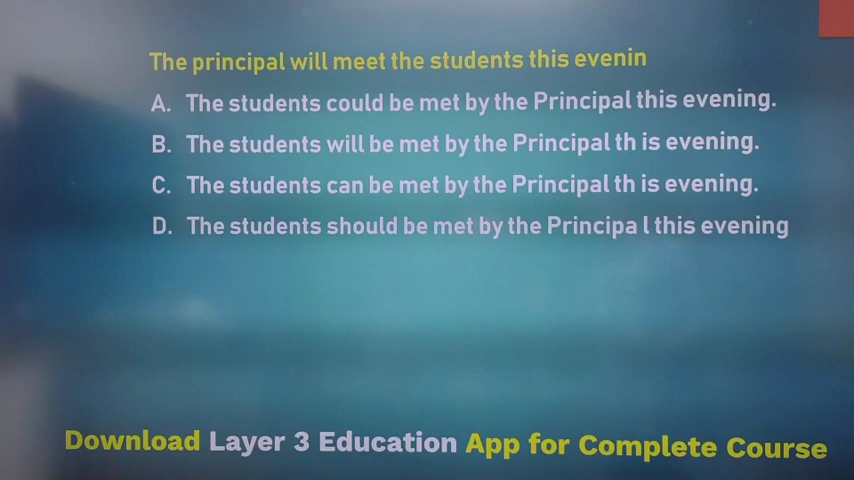 The principal will meet the students this evenin
A. The students could be met by the Principal this evening.
B. The students will be met by the Principal th is evening.
C. The students can be met by the Principal th is evening.
D. The students should be met by the Principa l this evening
Download Layer 3 Education App for Complete Course